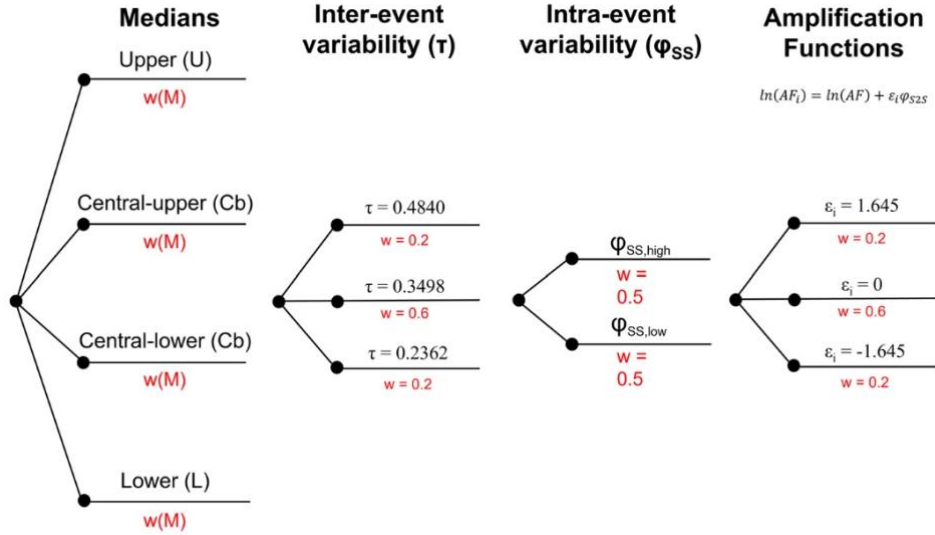 Medians
Upper (U)
w(M)
Central-upper (Cb)
w(M)
Central-lower (Cb)
w(M)
Lower (L)
w(M)
Inter-event
variability (τ)
τ = 0.4840
w = 0.2
τ = 0.3498
w = 0.6
τ = 0.2362
w = 0.2
Intra-event
variability (φSS)
φSS,high
w =
0.5
φSS,low
w =
0.5
Amplification
Functions
ln(AFi) = ln(AF) + εiφS2S
εi = 1.645
w = 0.2
εi = 0
w = 0.6
εi = -1.645
w = 0.2